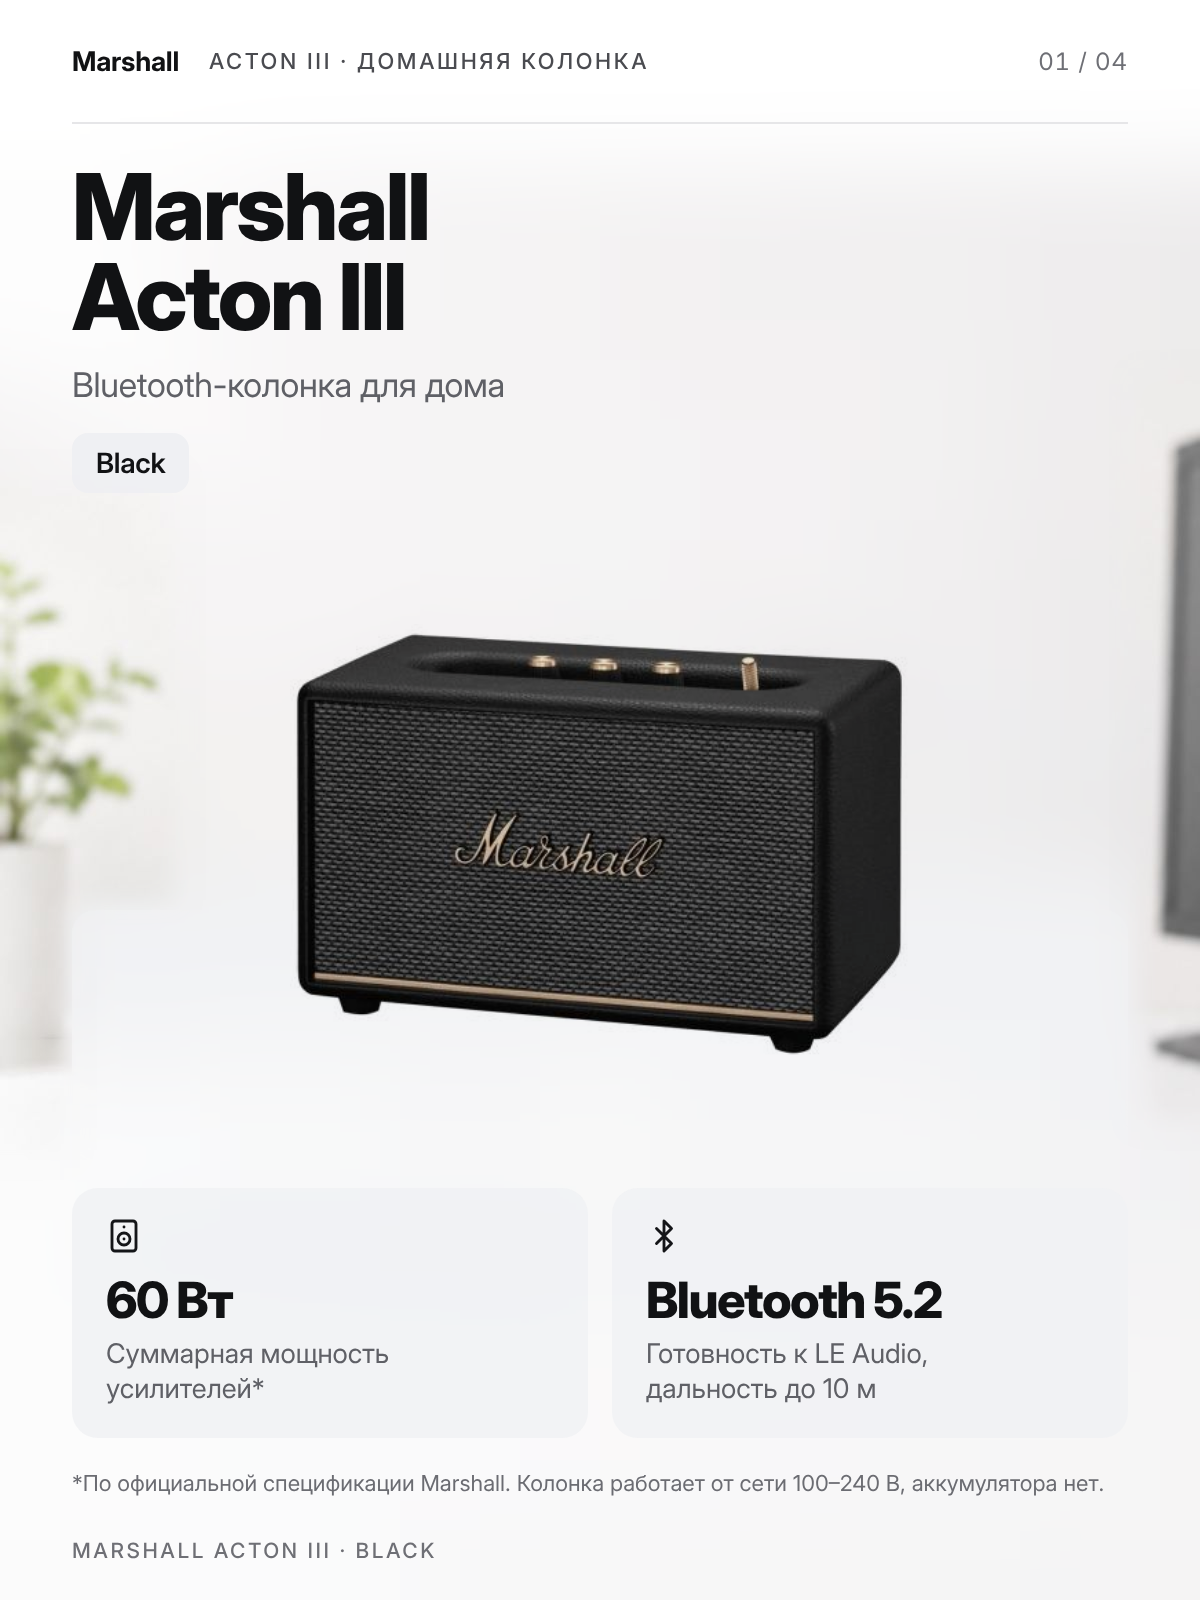 Marshall ACTON III · ДОМАШНЯЯ КОЛОНКА 01 / 04
Marshall
Acton III
Bluetooth-колонка для дома
Black
Marshall
60 Вт
Суммарная мощность
усилителей*
Bluetooth 5.2
Готовность к LE Audio,
дальность до 10 м
*По официальной спецификации Marshall. Колонка работает от сети 100–240 В, аккумулятора нет.
MARSHALL ACTON III · BLACK